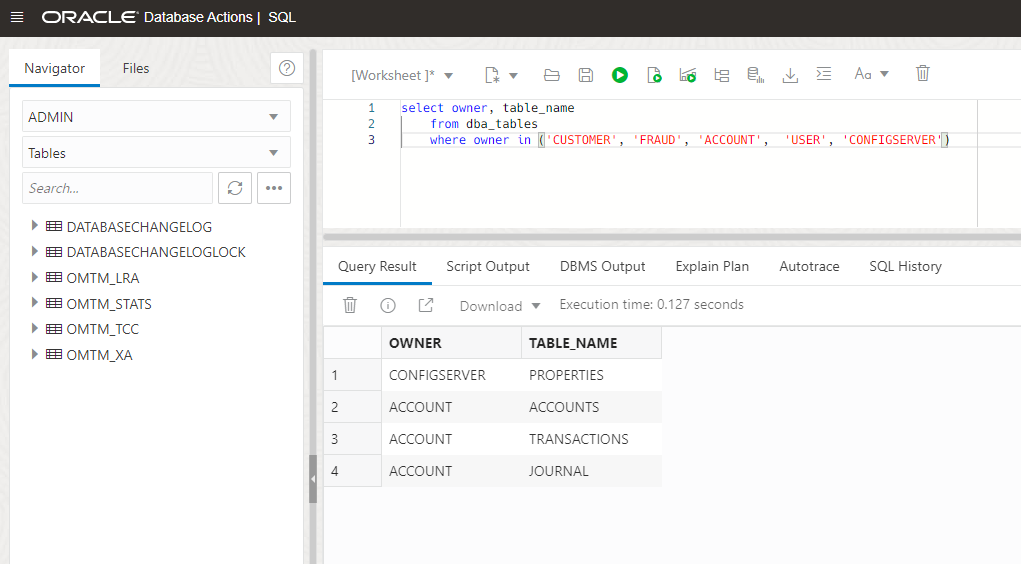 ORACLE Database Actions | SQL
Navigator Files
ADMIN
Tables
Search...
DATABASECHANGELOG
DATABASECHANGELOGLOCK
OMTM_LRA
OMTM_STATS
OMTM_TCC
OMTM_XA
[Worksheet ]* Aa
1 select owner, table_name
2 from dba_tables
3 where owner in ('CUSTOMER', 'FRAUD', 'ACCOUNT', 'USER', 'CONFIGSERVER')
Query Result Script Output DBMS Output Explain Plan Autotrace SQL History
Download Execution time: 0.127 seconds
OWNER TABLE_NAME
1 CONFIGSERVER PROPERTIES
2 ACCOUNT ACCOUNTS
3 ACCOUNT TRANSACTIONS
4 ACCOUNT JOURNAL